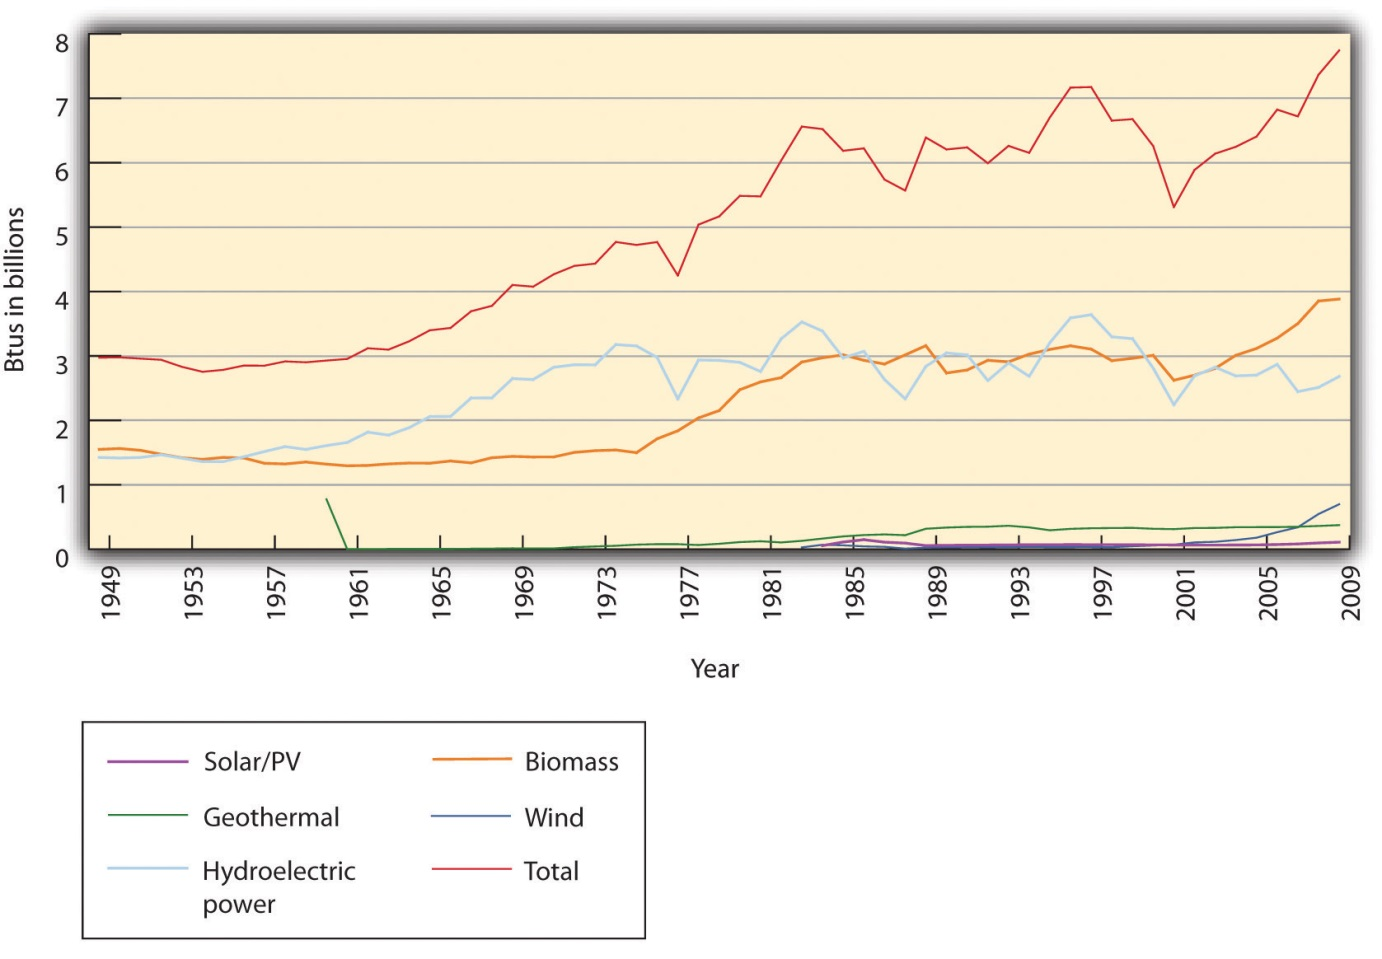 8
7
6
5
4
3
2
1
0
Btus in billions
1949 1953 1957 1961 1965 1969 1973 1977 1981 1985 1989 1993 1997 2001 2005 2009
Year
Solar/PV Biomass
Geothermal Wind
Hydroelectric Total
power